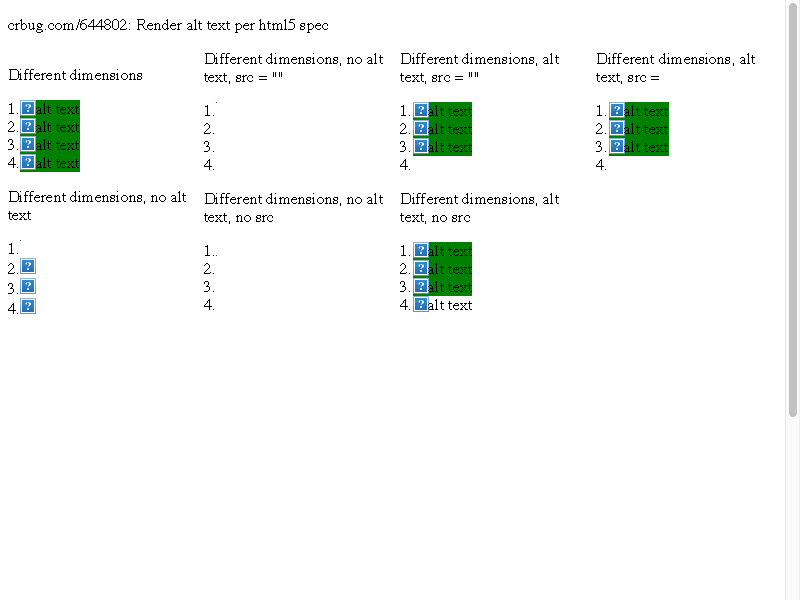 crbug.com/644802: Render alt text per html5 spec
Different dimensions
1. ? alt text
2. ? alt text
3. ? alt text
4. ? alt text
Different dimensions, no alt
text, src = ""
1.
2.
3.
4.
Different dimensions, alt
text, src = ""
1. ? alt text
2. ? alt text
3. ? alt text
4.
Different dimensions, alt
text, src =
1. ? alt text
2. ? alt text
3. ? alt text
4.
Different dimensions, no alt
text
1.
2. ?
3. ?
4. ?
Different dimensions, no alt
text, no src
1..
2.
3.
4.
Different dimensions, alt
text, no src
1. ? alt text
2. ? alt text
3. ? alt text
4. ? alt text